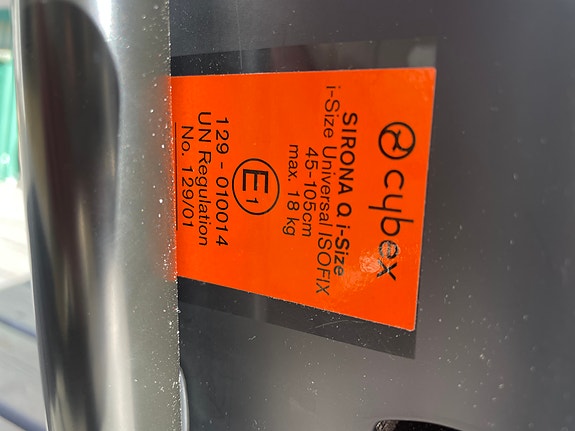 cybex
SIRONA Q i-Size
i-Size Universal ISOFIX
45-105cm
max. 18 kg
E1
129 - 010014
UN Regulation
No. 129/01